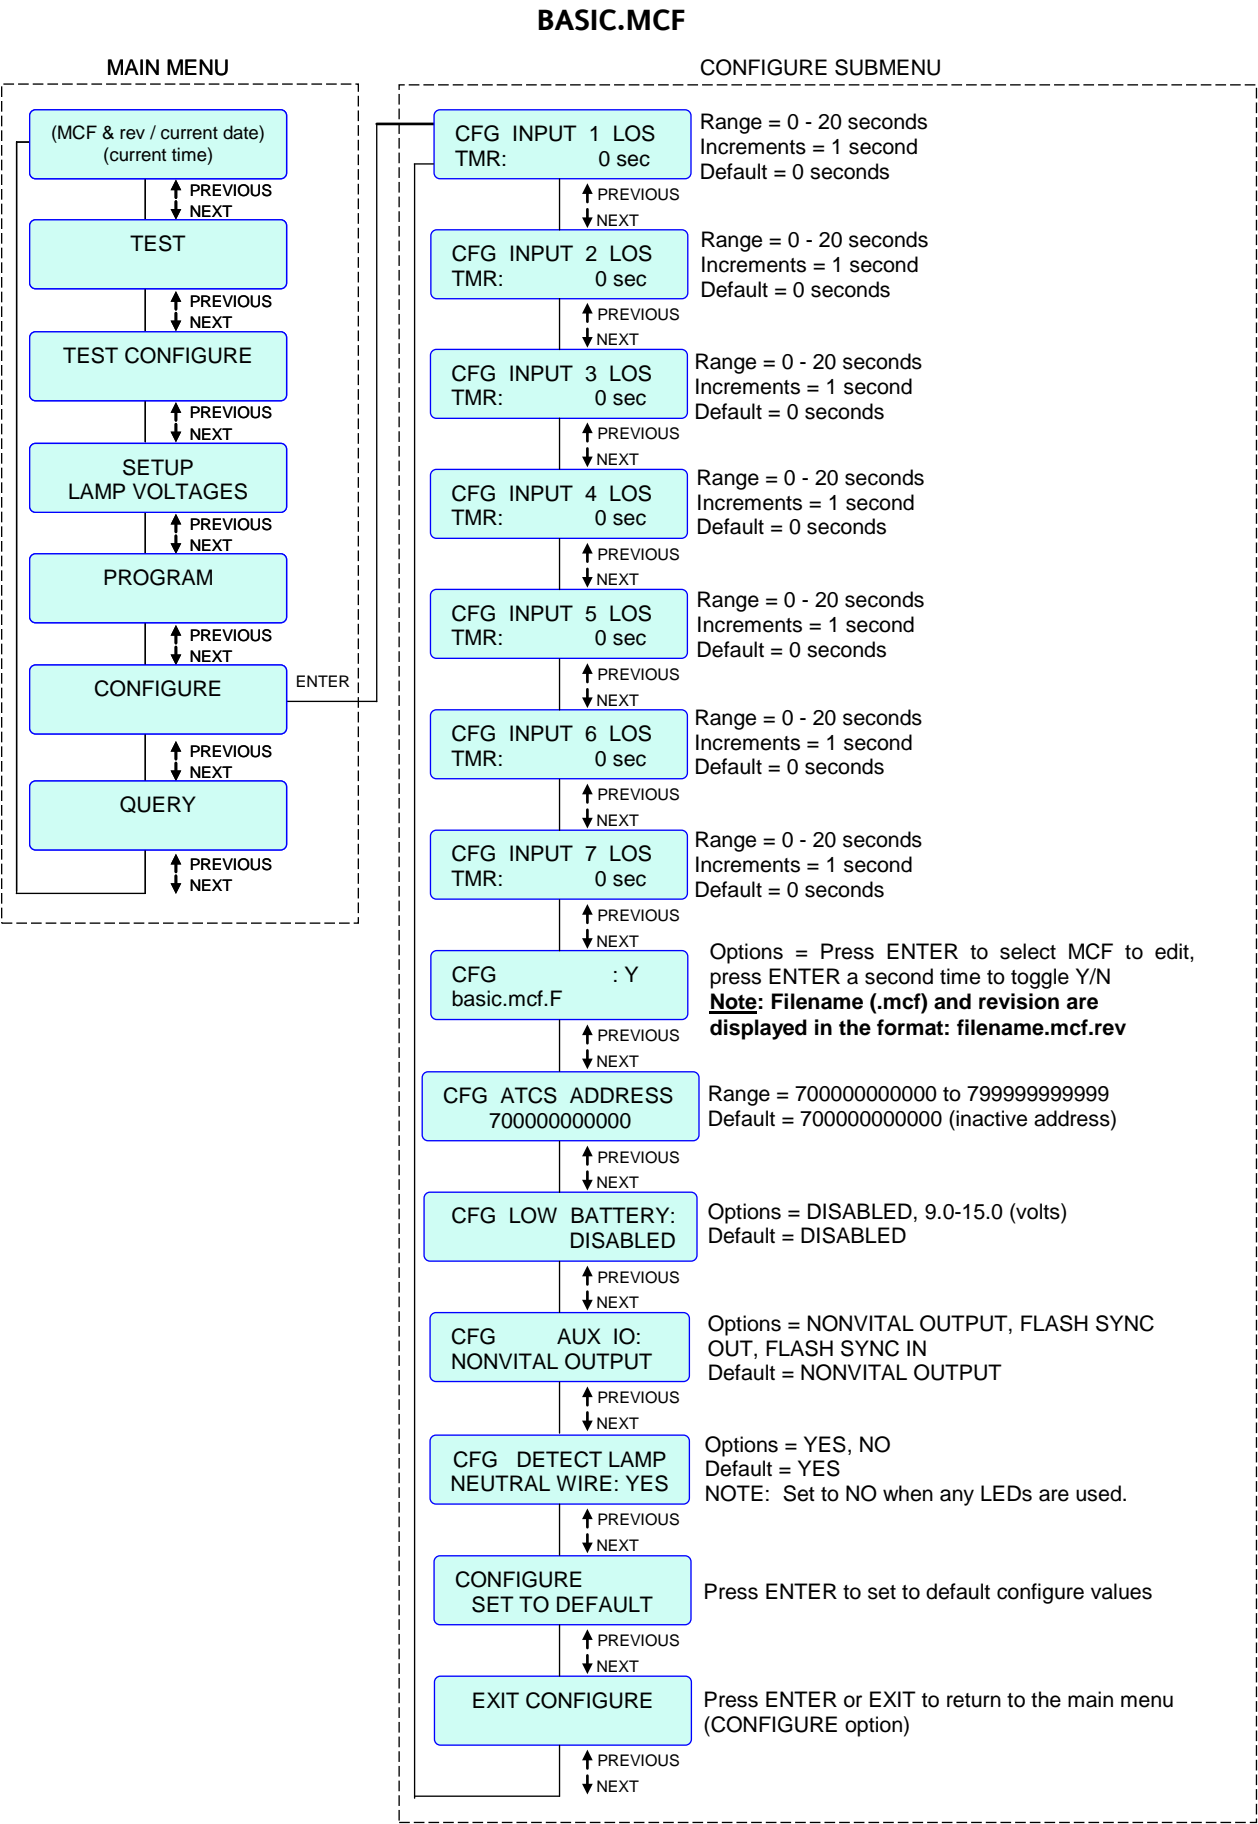 BASIC.MCF
MAIN MENU
(MCF & rev / current date)
(current time)
PREVIOUS
NEXT
TEST
PREVIOUS
NEXT
TEST CONFIGURE
PREVIOUS
NEXT
SETUP
LAMP VOLTAGES
PREVIOUS
NEXT
PROGRAM
PREVIOUS
NEXT
CONFIGURE
ENTER
PREVIOUS
NEXT
QUERY
PREVIOUS
NEXT
CONFIGURE SUBMENU
CFG INPUT 1 LOS
TMR: 0 sec
Range = 0 - 20 seconds
Increments = 1 second
Default = 0 seconds
PREVIOUS
NEXT
CFG INPUT 2 LOS
TMR: 0 sec
Range = 0 - 20 seconds
Increments = 1 second
Default = 0 seconds
PREVIOUS
NEXT
CFG INPUT 3 LOS
TMR: 0 sec
Range = 0 - 20 seconds
Increments = 1 second
Default = 0 seconds
PREVIOUS
NEXT
CFG INPUT 4 LOS
TMR: 0 sec
Range = 0 - 20 seconds
Increments = 1 second
Default = 0 seconds
PREVIOUS
NEXT
CFG INPUT 5 LOS
TMR: 0 sec
Range = 0 - 20 seconds
Increments = 1 second
Default = 0 seconds
PREVIOUS
NEXT
CFG INPUT 6 LOS
TMR: 0 sec
Range = 0 - 20 seconds
Increments = 1 second
Default = 0 seconds
PREVIOUS
NEXT
CFG INPUT 7 LOS
TMR: 0 sec
Range = 0 - 20 seconds
Increments = 1 second
Default = 0 seconds
PREVIOUS
NEXT
CFG : Y
basic.mcf.F
Options = Press ENTER to select MCF to edit,
press ENTER a second time to toggle Y/N
Note: Filename (.mcf) and revision are
displayed in the format: filename.mcf.rev
PREVIOUS
NEXT
CFG ATCS ADDRESS
700000000000
Range = 700000000000 to 799999999999
Default = 700000000000 (inactive address)
PREVIOUS
NEXT
CFG LOW BATTERY:
DISABLED
Options = DISABLED, 9.0-15.0 (volts)
Default = DISABLED
PREVIOUS
NEXT
CFG AUX IO:
NONVITAL OUTPUT
Options = NONVITAL OUTPUT, FLASH SYNC
OUT, FLASH SYNC IN
Default = NONVITAL OUTPUT
PREVIOUS
NEXT
CFG DETECT LAMP
NEUTRAL WIRE: YES
Options = YES, NO
Default = YES
NOTE: Set to NO when any LEDs are used.
PREVIOUS
NEXT
CONFIGURE
SET TO DEFAULT
Press ENTER to set to default configure values
PREVIOUS
NEXT
EXIT CONFIGURE
Press ENTER or EXIT to return to the main menu
(CONFIGURE option)
PREVIOUS
NEXT